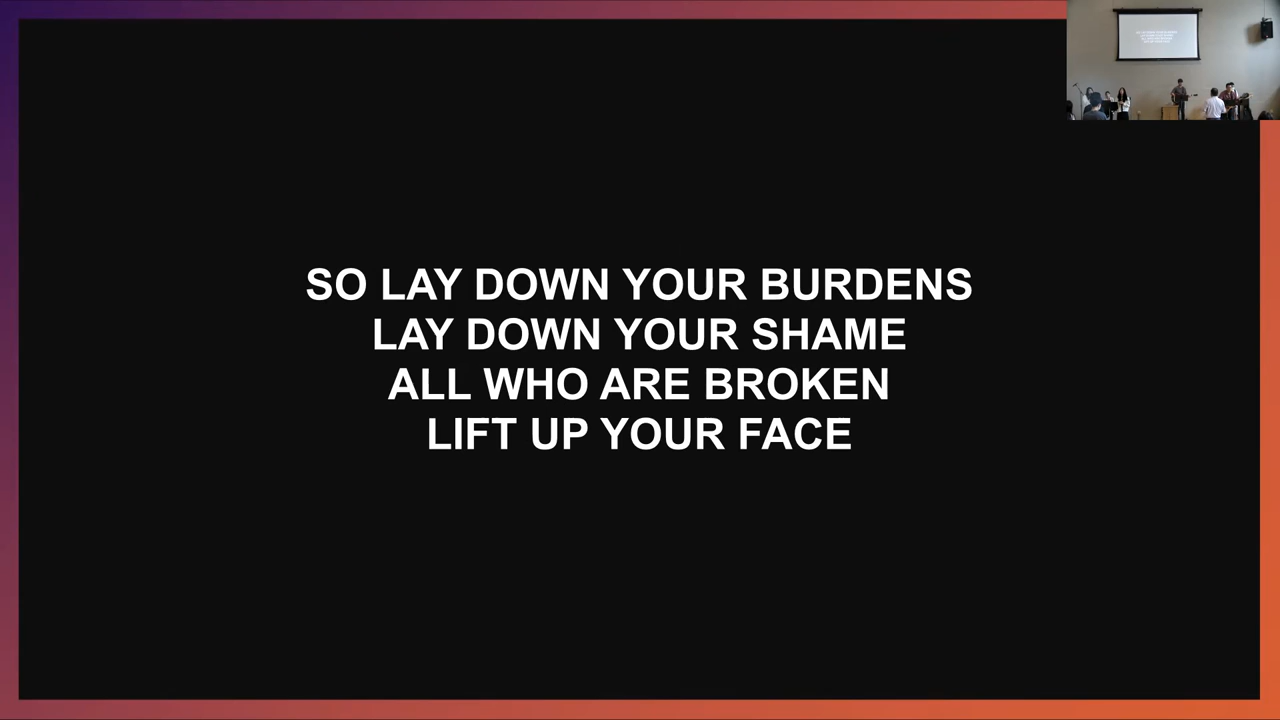 SO LAY DOWN YOUR BURDENS
LAY DOWN YOUR SHAME
ALL WHO ARE BROKEN
LIFT UP YOUR FACE